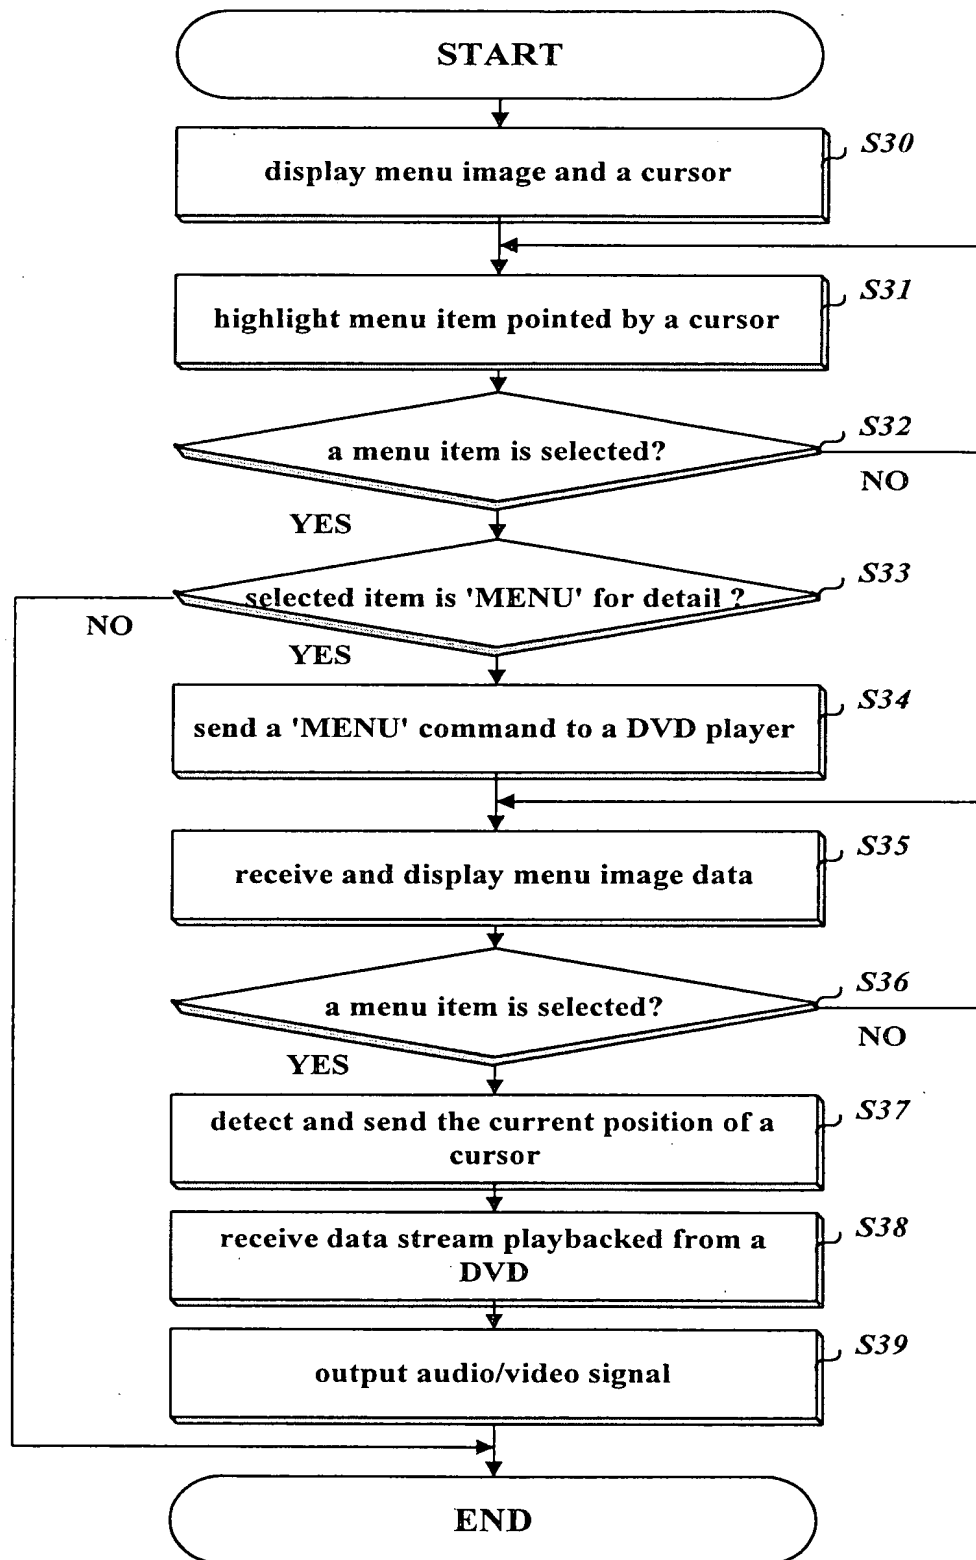 START
S30
display menu image and a cursor
S31
highlight menu item pointed by a cursor
S32
a menu item is selected?
NO
YES
S33
selected item is 'MENU' for detail ?
NO
YES
S34
send a 'MENU' command to a DVD player
S35
receive and display menu image data
S36
a menu item is selected?
NO
YES
S37
detect and send the current position of a
cursor
S38
receive data stream playbacked from a
DVD
S39
output audio/video signal
END